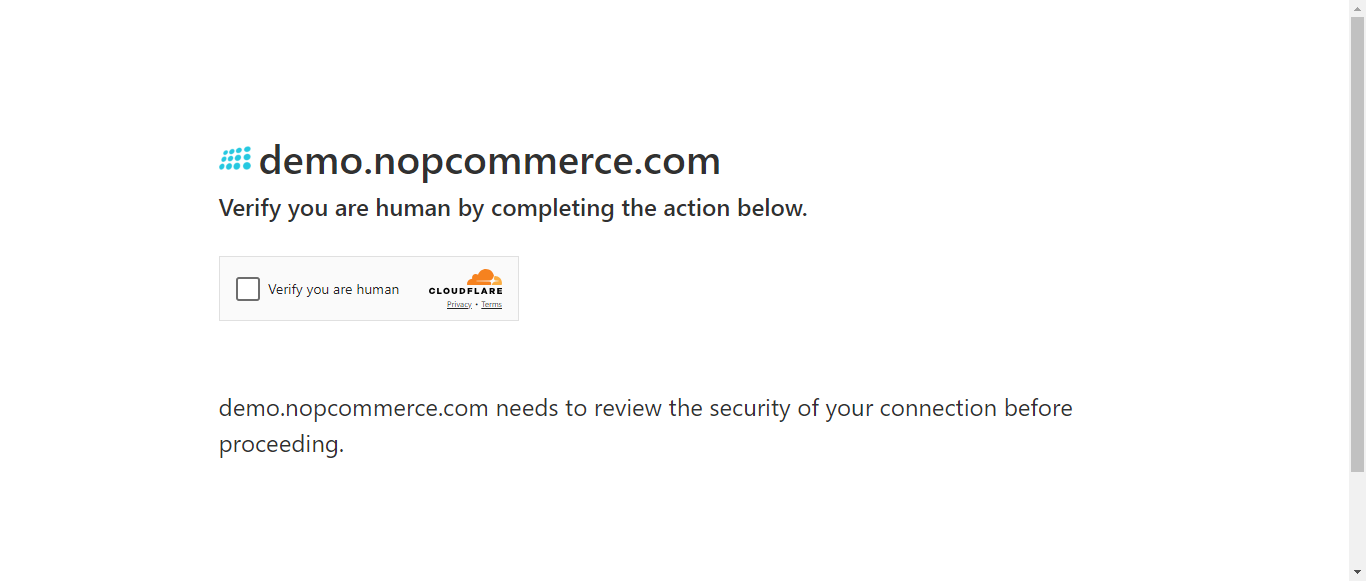 demo.nopcommerce.com
Verify you are human by completing the action below.
Verify you are human
CLOUDFLARE
Privacy • Terms
demo.nopcommerce.com needs to review the security of your connection before
proceeding.